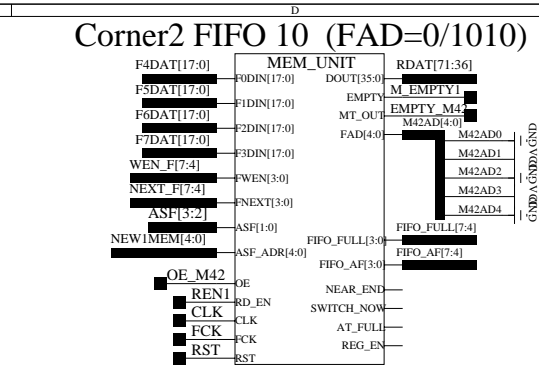 D
Corner2 FIFO 10 (FAD=0/1010)
MEM_UNIT
F4DAT[17:0] F0DIN[17:0] DOUT[35:0] RDAT[71:36]
F5DAT[17:0] F1DIN[17:0] EMPTY M_EMPTY1
F6DAT[17:0] F2DIN[17:0] MT_OUT EMPTY_M42
F7DAT[17:0] F3DIN[17:0] FAD[4:0] M42AD[4:0]
M42AD0 GND
M42AD1
M42AD2
M42AD3
M42AD4 GND
WEN_F[7:4] FWEN[3:0]
NEXT_F[7:4] FNEXT[3:0]
ASF[3:2] ASF[1:0] FIFO_FULL[3:0] FIFO_FULL[7:4]
NEW1MEM[4:0] ASF_ADR[4:0] FIFO_AF[3:0] FIFO_AF[7:4]
OE_M42 OE NEAR_END
REN1 RD_EN SWITCH_NOW
CLK CLK AT_FULL
FCK FCK REG_EN
RST RST